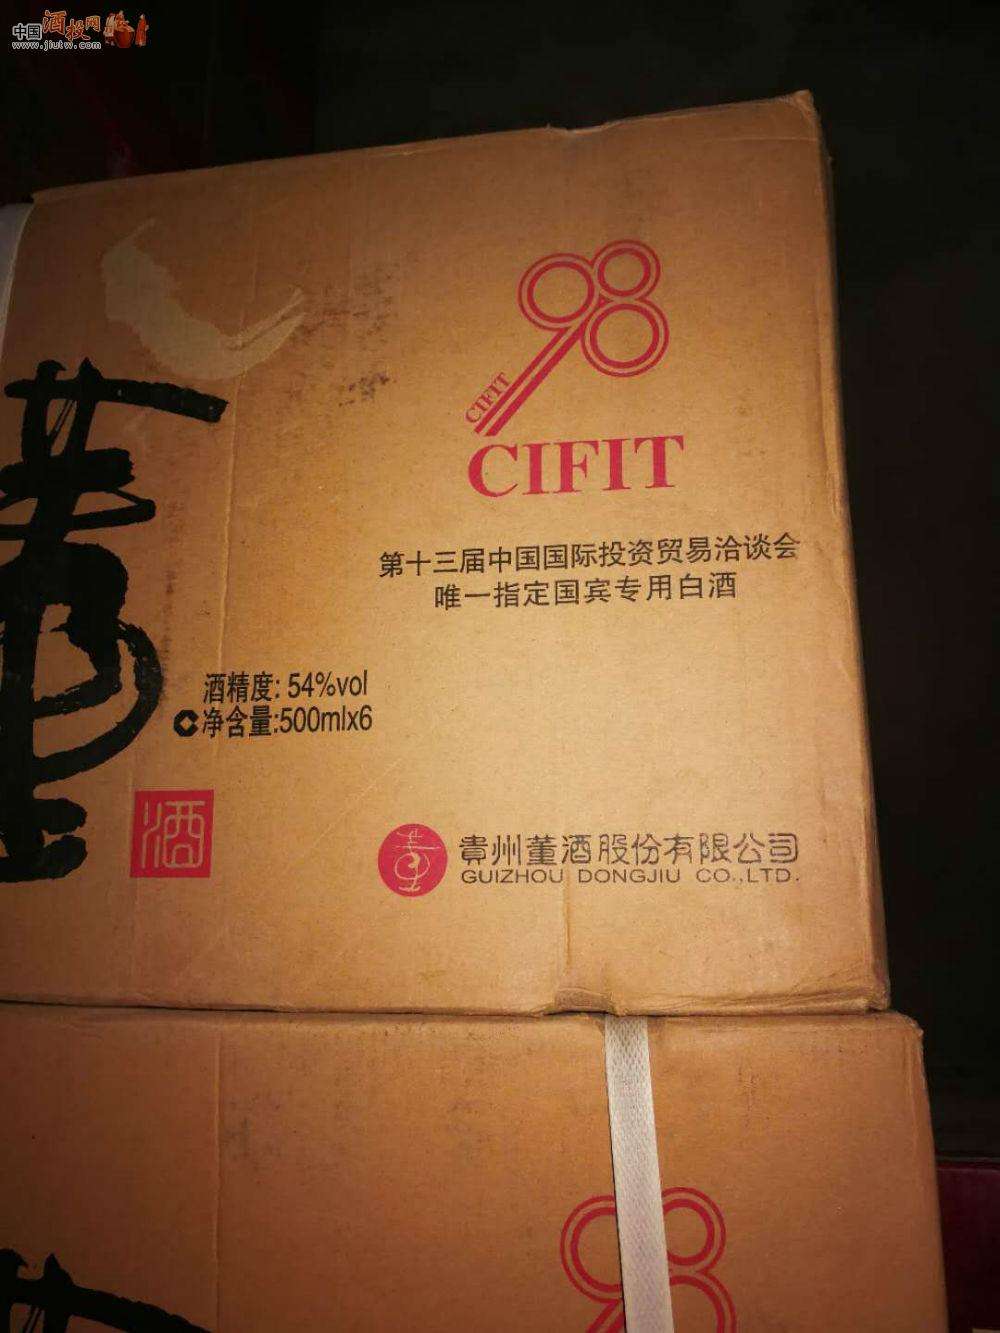 中国酒投网
www.jiutw.com
98
CIFIT
CIFIT
第十三届中国国际投资贸易洽谈会
唯一指定国宾专用白酒
董
酒精度: 54%vol
净含量:500mlx6
酒
董
貴州董酒股份有限公司
GUIZHOU DONGJIU CO.,LTD.
98